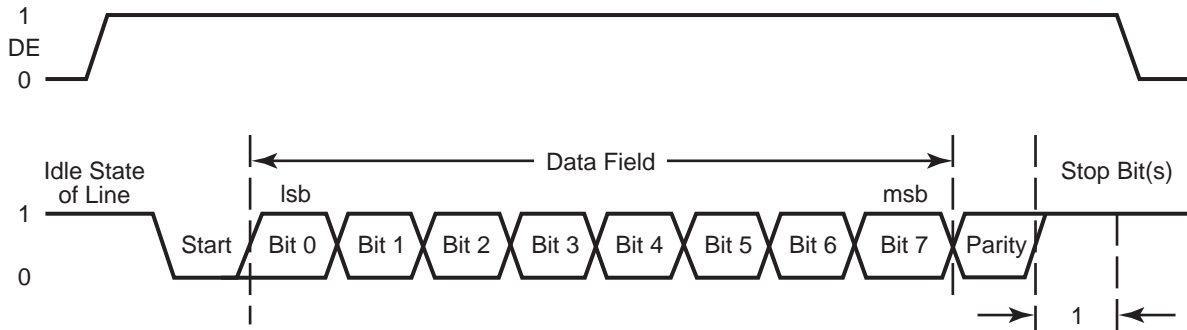 1
DE
0
Data Field
Idle State
of Line
Stop Bit(s)
lsb
msb
1
Start
Bit 0
Bit 1
Bit 2
Bit 3
Bit 4
Bit 5
Bit 6
Bit 7
Parity
0
1